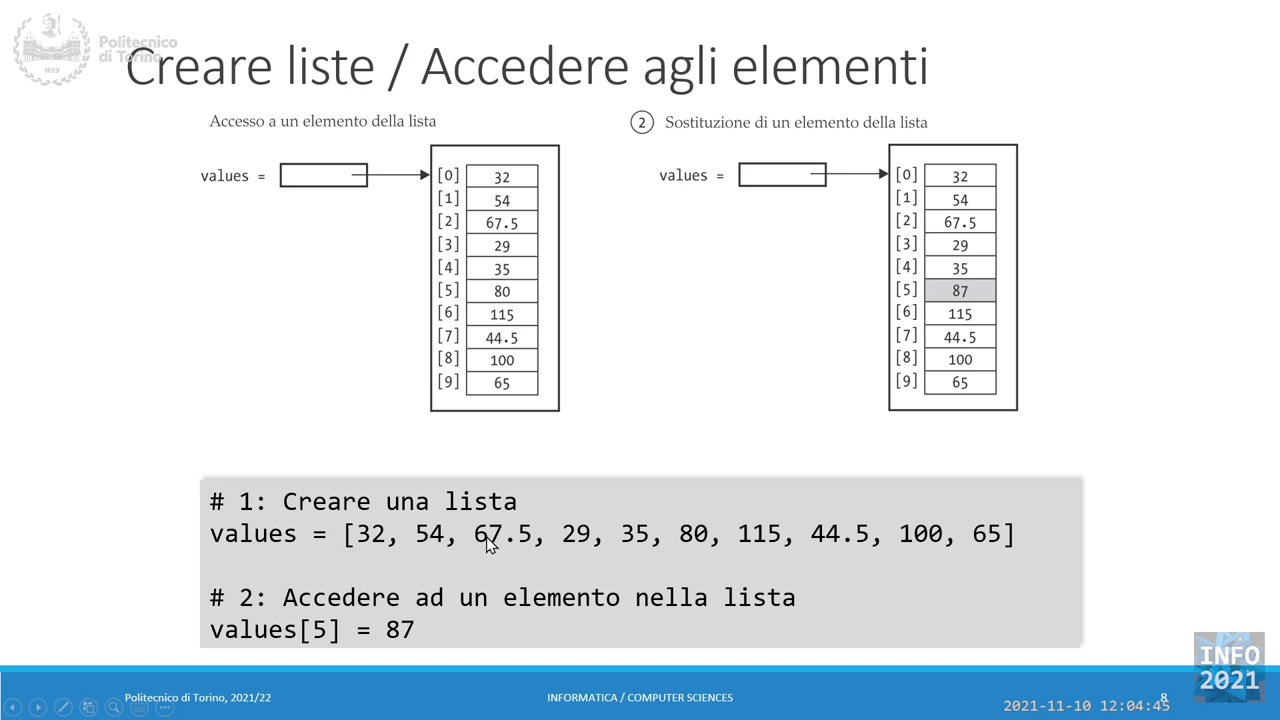 Politecnico
di Torino
1859
Creare liste / Accedere agli elementi
Accesso a un elemento della lista
values =
[0] 32
[1] 54
[2] 67.5
[3] 29
[4] 35
[5] 80
[6] 115
[7] 44.5
[8] 100
[9] 65
2 Sostituzione di un elemento della lista
values =
[0] 32
[1] 54
[2] 67.5
[3] 29
[4] 35
[5] 87
[6] 115
[7] 44.5
[8] 100
[9] 65
# 1: Creare una lista
values = [32, 54, 67.5, 29, 35, 80, 115, 44.5, 100, 65]
# 2: Accedere ad un elemento nella lista
values[5] = 87
INFO
2021
Politecnico di Torino, 2021/22
INFORMATICA / COMPUTER SCIENCES
8
2021-11-10 12:04:45